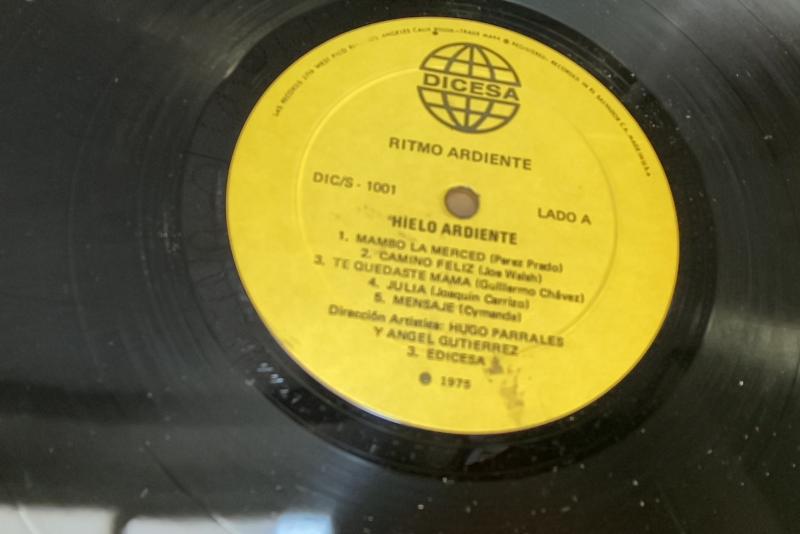 DICESA
RITMO ARDIENTE
DIC/S - 1001
LADO A
HIELO ARDIENTE
1. MAMBO LA MERCED (Perez Prado)
2. CAMINO FELIZ (Joe Walsh)
3. TE QUEDASTE MAMA (Guillermo Chávez)
4. JULIA (Joaquin Carrizo)
5. MENSAJE (Cymande)
Dirección Artistica: HUGO PARRALES
Y ANGEL GUTIERREZ
3. EDICESA
℗ 1975